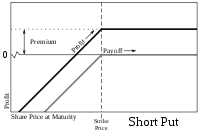 Premium
Profit
Payoff
0
Profit
Share Price at Maturity
Strike
Price
Short Put